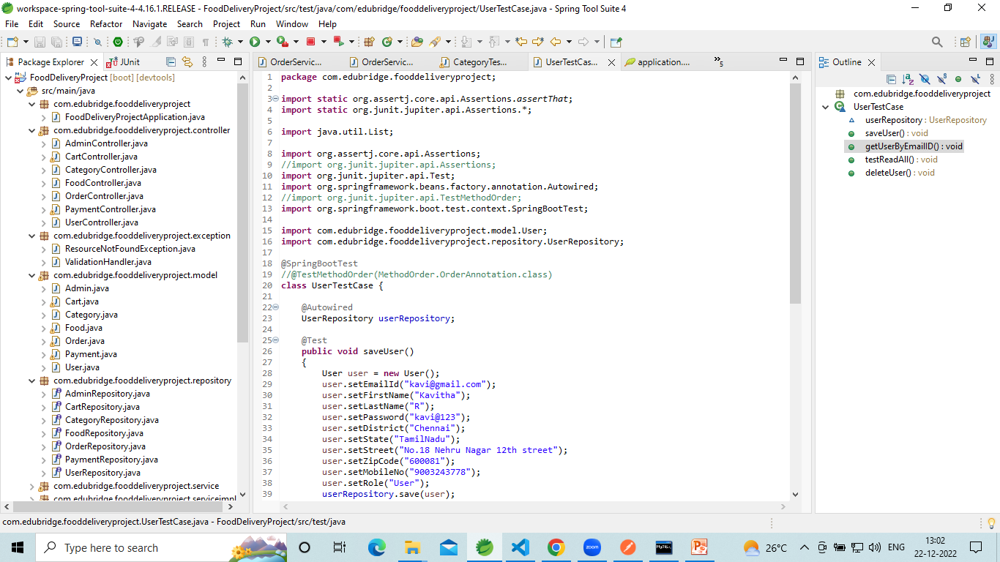 workspace-spring-tool-suite-4-4.16.1.RELEASE - FoodDeliveryProject/src/test/java/com/edubridge/fooddeliveryproject/UserTestCase.java - Spring Tool Suite 4
File Edit Source Refactor Navigate Search Project Run Window Help
Package Explorer
JUnit
FoodDeliveryProject [boot] [devtools]
src/main/java
com.edubridge.fooddeliveryproject
FoodDeliveryProjectApplication.java
com.edubridge.fooddeliveryproject.controller
AdminController.java
CartController.java
CategoryController.java
FoodController.java
OrderController.java
PaymentController.java
UserController.java
com.edubridge.fooddeliveryproject.exception
ResourceNotFoundException.java
ValidationHandler.java
com.edubridge.fooddeliveryproject.model
Admin.java
Cart.java
Category.java
Food.java
Order.java
Payment.java
User.java
com.edubridge.fooddeliveryproject.repository
AdminRepository.java
CartRepository.java
CategoryRepository.java
FoodRepository.java
OrderRepository.java
PaymentRepository.java
UserRepository.java
com.edubridge.fooddeliveryproject.service
com.edubridge.fooddeliveryproject.serviceimpl
OrderServic... OrderServic... CategoryTes... UserTestCas... application.... »5
1 package com.edubridge.fooddeliveryproject;
2
3 import static org.assertj.core.api.Assertions.assertThat;
4 import static org.junit.jupiter.api.Assertions.*;
5
6 import java.util.List;
7
8 import org.assertj.core.api.Assertions;
9 //import org.junit.jupiter.api.Assertions;
10 import org.junit.jupiter.api.Test;
11 import org.springframework.beans.factory.annotation.Autowired;
12 //import org.junit.jupiter.api.TestMethodOrder;
13 import org.springframework.boot.test.context.SpringBootTest;
14
15 import com.edubridge.fooddeliveryproject.model.User;
16 import com.edubridge.fooddeliveryproject.repository.UserRepository;
17
18 @SpringBootTest
19 //@TestMethodOrder(MethodOrder.OrderAnnotation.class)
20 class UserTestCase {
21
22 @Autowired
23 UserRepository userRepository;
24
25 @Test
26 public void saveUser()
27 {
28 User user = new User();
29 user.setEmailId("kavi@gmail.com");
30 user.setFirstName("Kavitha");
31 user.setLastName("R");
32 user.setPassword("kavi@123");
33 user.setDistrict("Chennai");
34 user.setState("TamilNadu");
35 user.setStreet("No.18 Nehru Nagar 12th street");
36 user.setZipCode("600081");
37 user.setMobileNo("9003243778");
38 user.setRole("User");
39 userRepository.save(user);
Outline
com.edubridge.fooddeliveryproject
UserTestCase
userRepository : UserRepository
saveUser() : void
getUserByEmailID() : void
testReadAll() : void
deleteUser() : void
com.edubridge.fooddeliveryproject.UserTestCase.java - FoodDeliveryProject/src/test/java
Type here to search
zoom
MySQL
26°C
ENG
13:02
22-12-2022